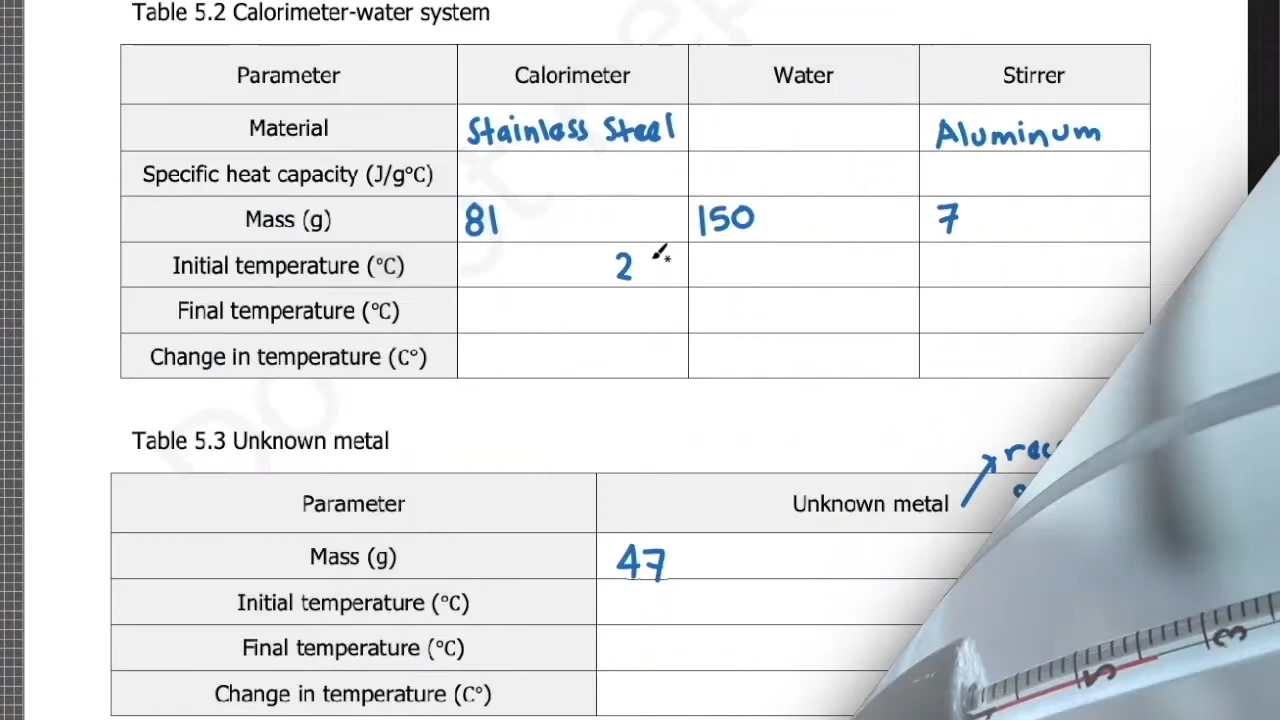 Table 5.2 Calorimeter-water system
Parameter Calorimeter Water Stirrer
Material Stainless Steel Aluminum
Specific heat capacity (J/g°C)
Mass (g) 81 150 7
Initial temperature (°C) 2
Final temperature (°C)
Change in temperature (C°)
Table 5.3 Unknown metal
Parameter Unknown metal
Mass (g) 47
Initial temperature (°C)
Final temperature (°C)
Change in temperature (C°)